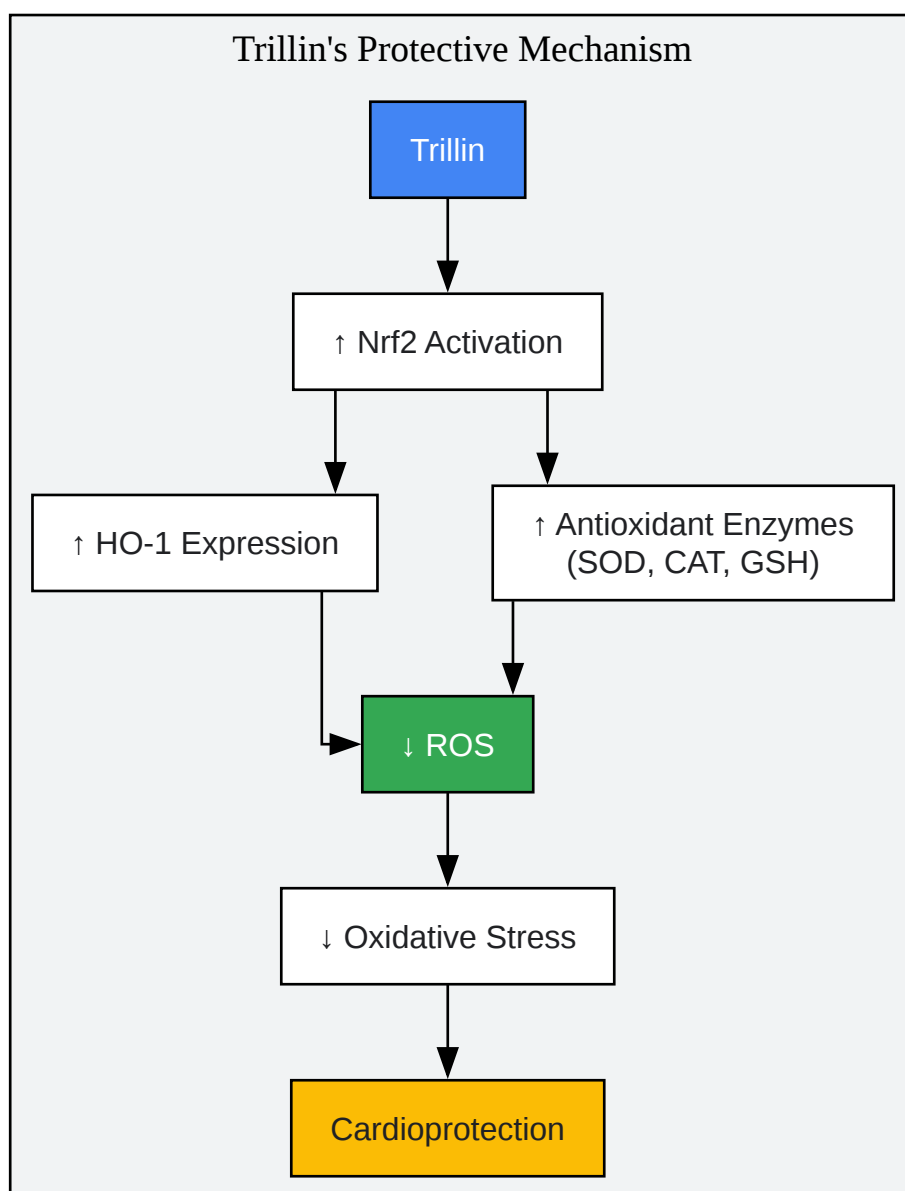 Trillin's Protective Mechanism
Trillin
↑ Nrf2 Activation
↑ HO-1 Expression
↑ Antioxidant Enzymes
(SOD, CAT, GSH)
↓ ROS
↓ Oxidative Stress
Cardioprotection